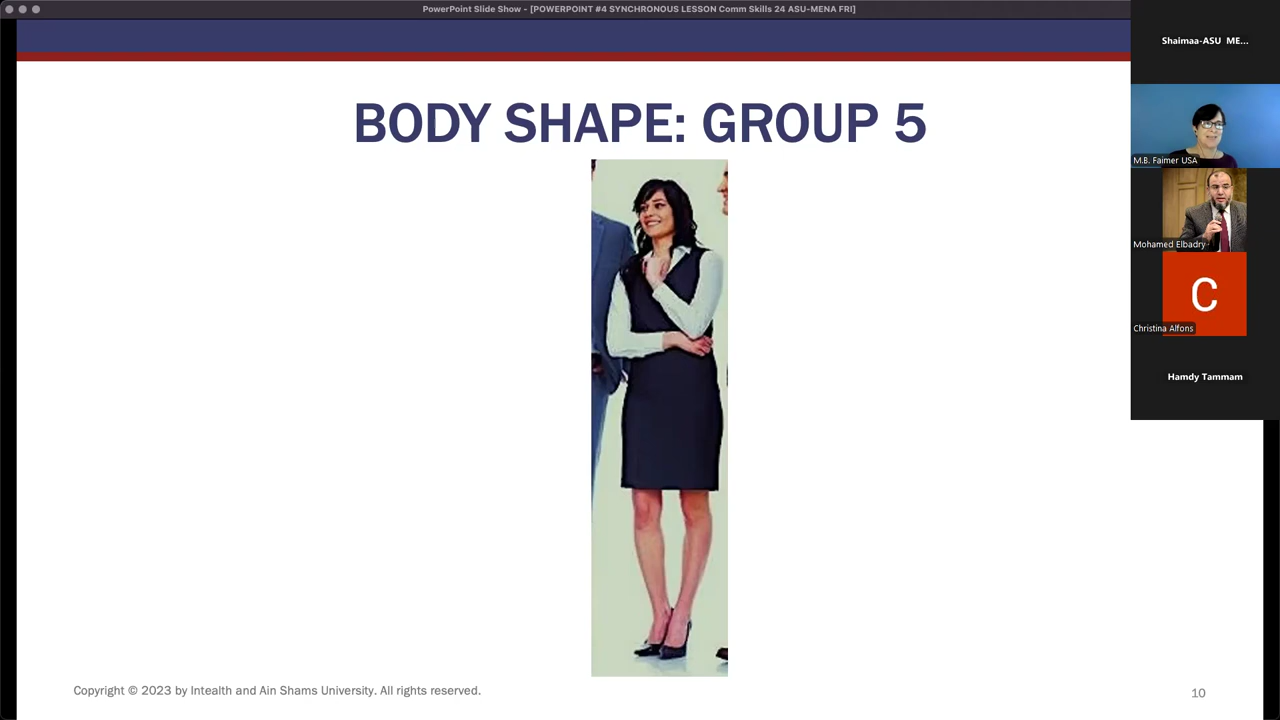 PowerPoint Slide Show - [POWERPOINT #4 SYNCHRONOUS LESSON Comm Skills 24 ASU-MENA FRI]
BODY SHAPE: GROUP 5
Shaimaa-ASU ME...
M.B. Faimer USA
Mohamed Elbadry
C
Christina Alfons
Hamdy Tammam
Copyright © 2023 by Intealth and Ain Shams University. All rights reserved.
10